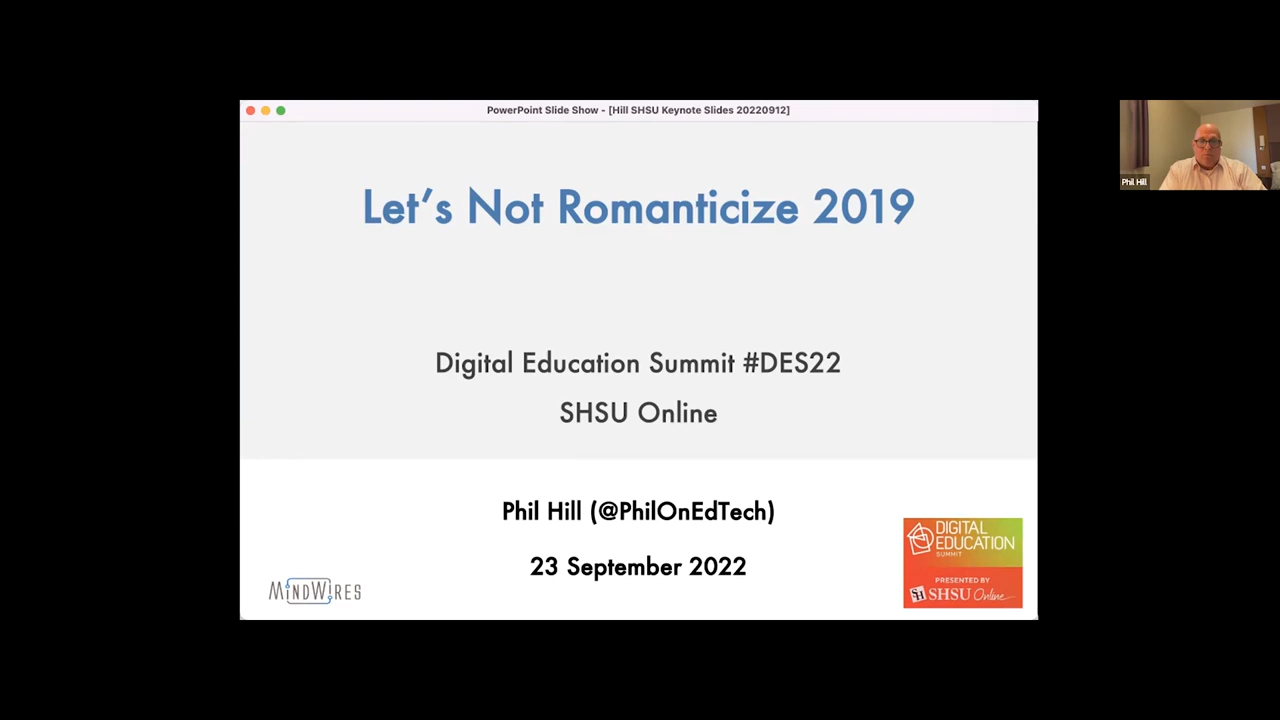 PowerPoint Slide Show - [Hill SHSU Keynote Slides 20220912]
Let's Not Romanticize 2019
Digital Education Summit #DES22
SHSU Online
Phil Hill (@PhilOnEdTech)
23 September 2022
MINDWIRES
DIGITAL
EDUCATION
SUMMIT
PRESENTED BY
SH SHSU Online
Phil Hill